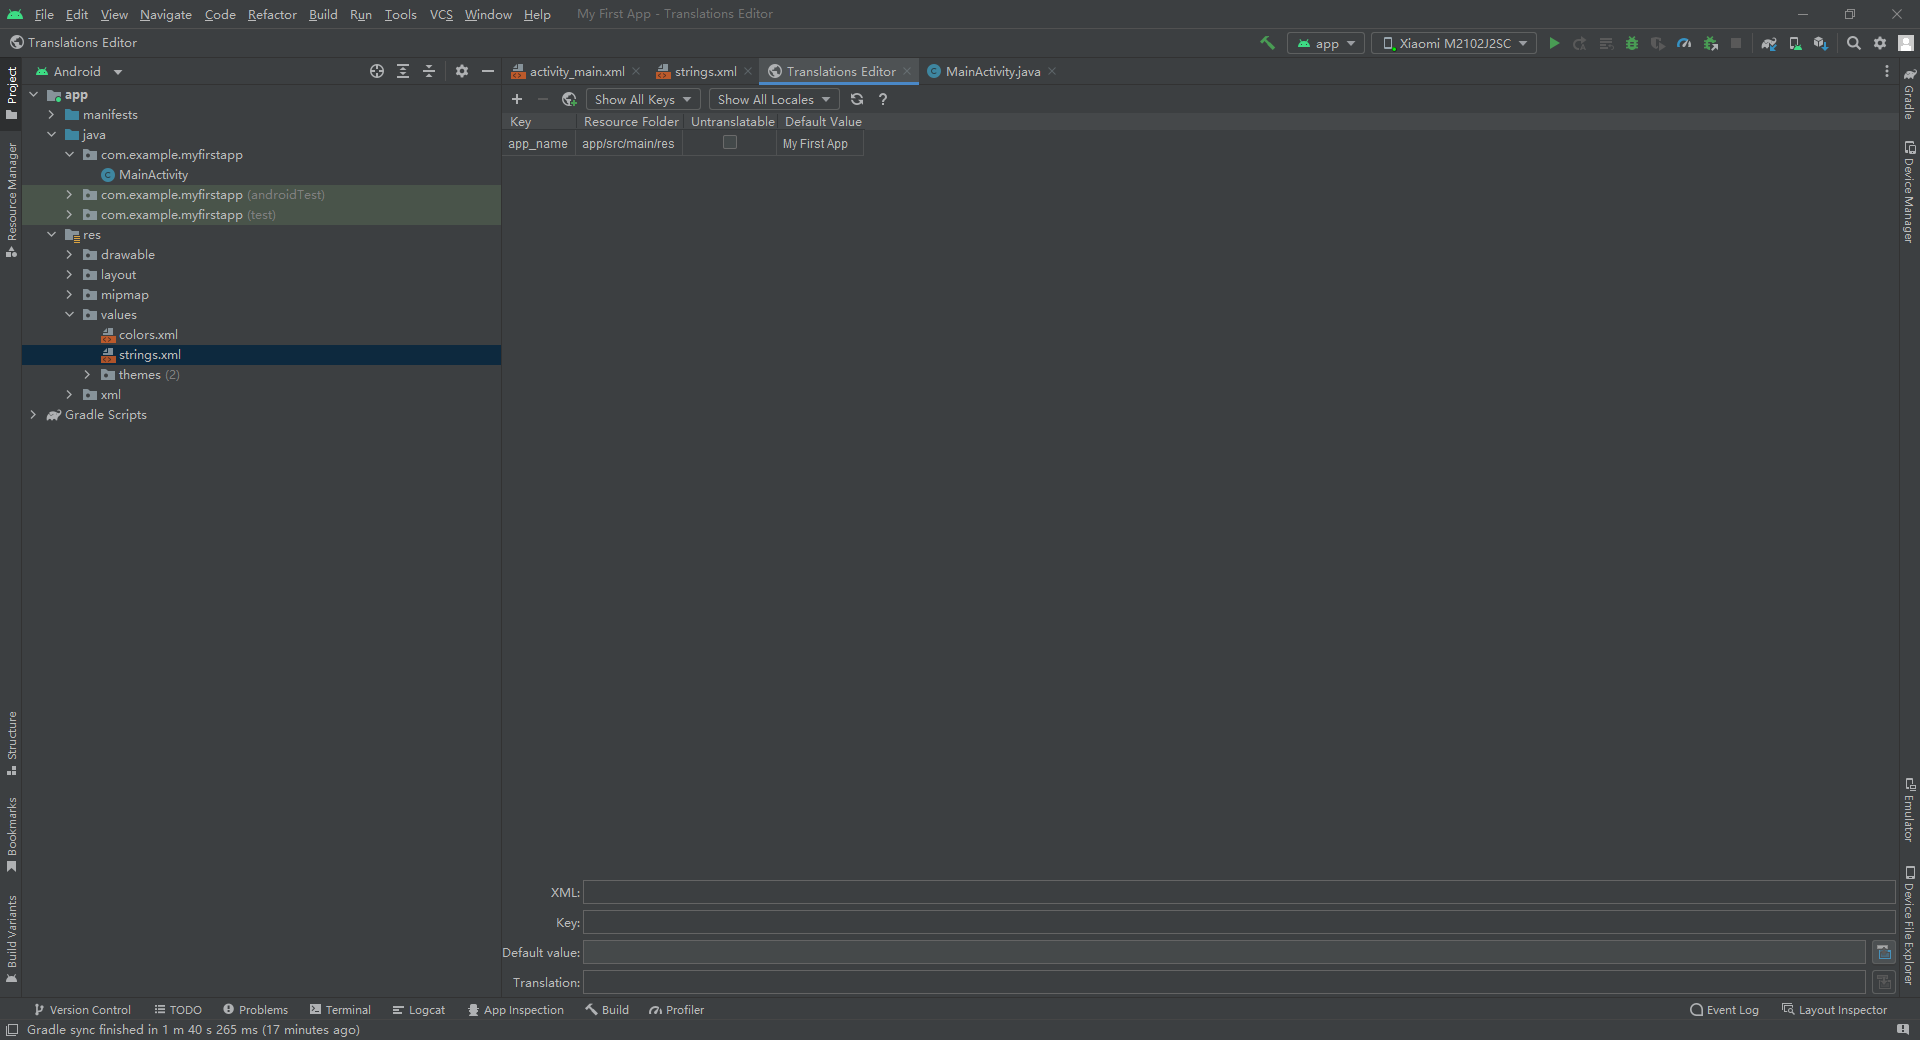 File Edit View Navigate Code Refactor Build Run Tools VCS Window Help My First App - Translations Editor
Translations Editor app Xiaomi M2102J2SC
Android activity_main.xml strings.xml Translations Editor MainActivity.java
Show All Keys Show All Locales ?
Key Resource Folder Untranslatable Default Value
app_name app/src/main/res My First App
app
manifests
java
com.example.myfirstapp
MainActivity
com.example.myfirstapp (androidTest)
com.example.myfirstapp (test)
res
drawable
layout
mipmap
values
colors.xml
strings.xml
themes (2)
xml
Gradle Scripts
Project
Resource Manager
Structure
Bookmarks
Build Variants
Gradle
Device Manager
Emulator
Device File Explorer
XML:
Key:
Default value:
Translation:
Version Control TODO Problems Terminal Logcat App Inspection Build Profiler Event Log Layout Inspector
Gradle sync finished in 1 m 40 s 265 ms (17 minutes ago)